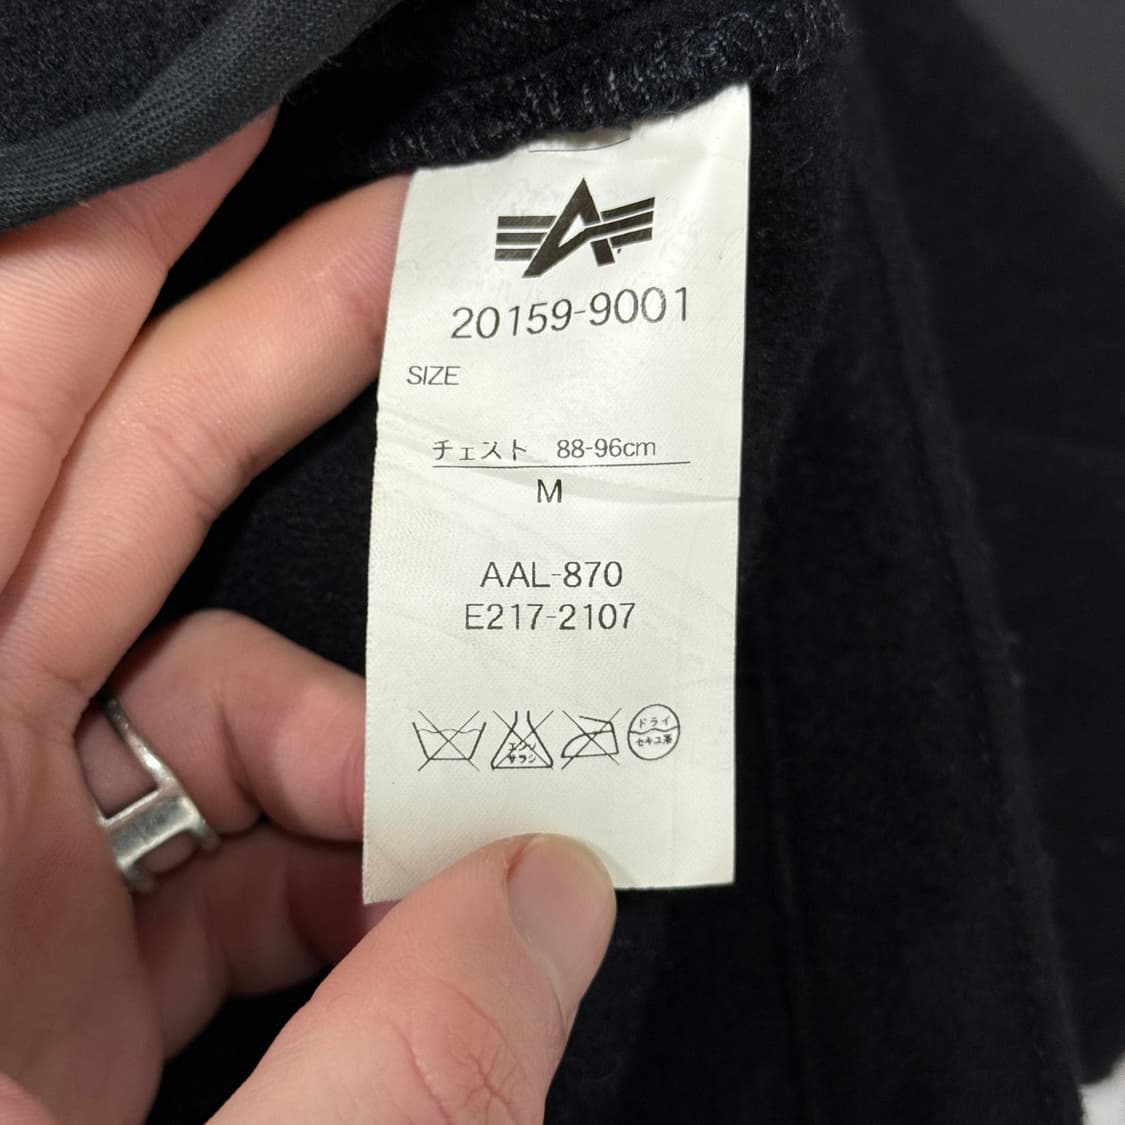 20159-9001
SIZE
チェスト 88-96cm
M
AAL-870
E217-2107
エンソ
サラシ
ドライ
セキユ系